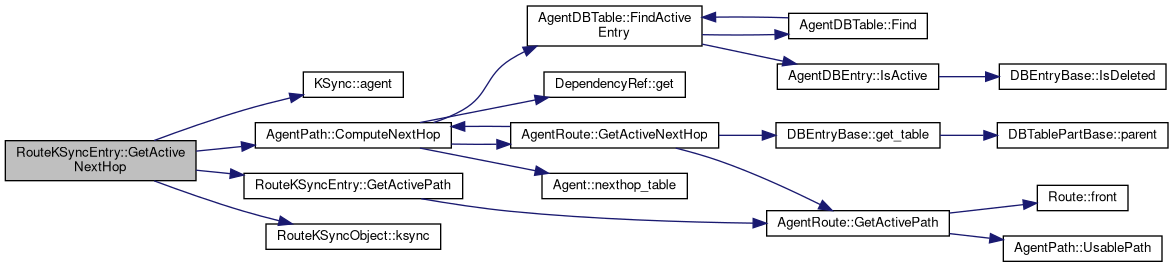 RouteKSyncEntry::GetActive
NextHop
KSync::agent
AgentPath::ComputeNextHop
RouteKSyncEntry::GetActivePath
RouteKSyncObject::ksync
AgentDBTable::FindActive
Entry
DependencyRef::get
AgentRoute::GetActiveNextHop
Agent::nexthop_table
AgentDBTable::Find
AgentDBEntry::IsActive
DBEntryBase::get_table
AgentRoute::GetActivePath
DBEntryBase::IsDeleted
DBTablePartBase::parent
Route::front
AgentPath::UsablePath